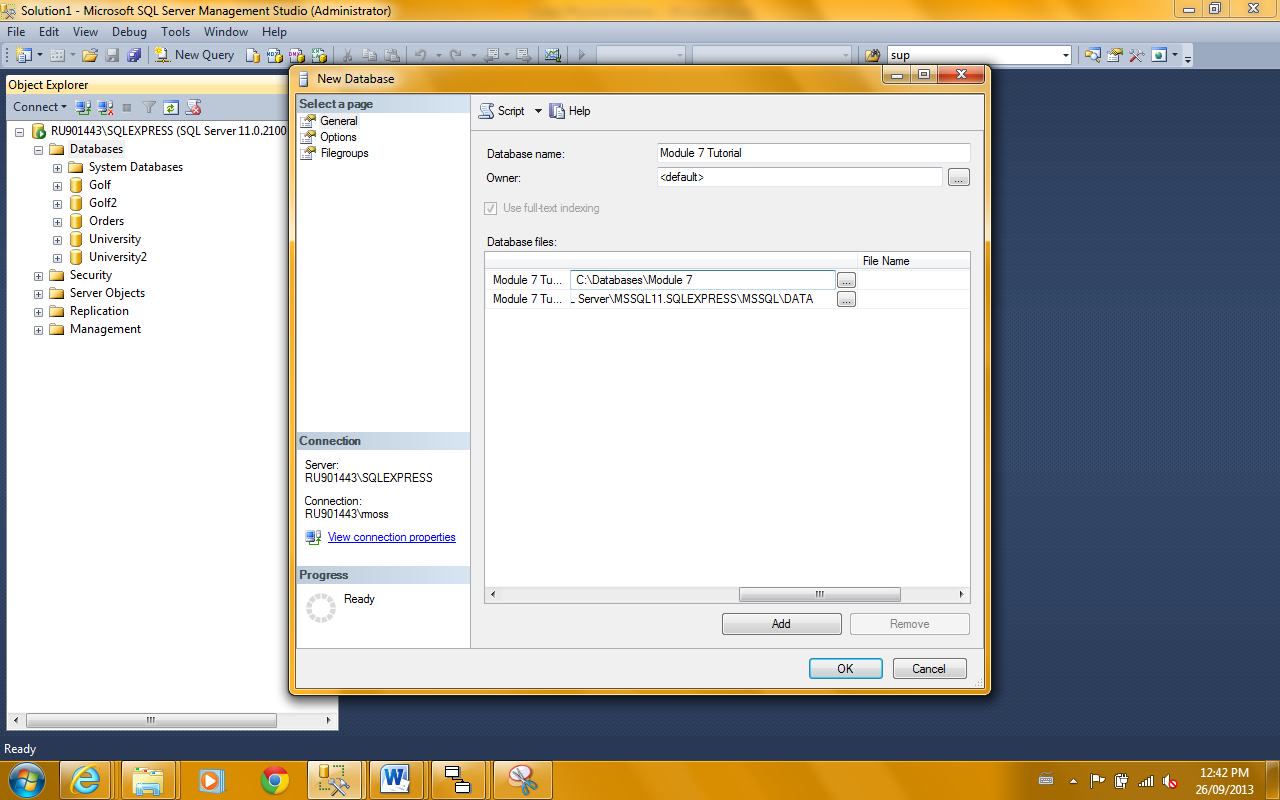 Solution1 - Microsoft SQL Server Management Studio (Administrator)
File Edit View Debug Tools Window Help
New Query
sup
Object Explorer
Connect
RU901443\SQLEXPRESS (SQL Server 11.0.2100
Databases
System Databases
Golf
Golf2
Orders
University
University2
Security
Server Objects
Replication
Management
New Database
Select a page
General
Options
Filegroups
Script Help
Database name: Module 7 Tutorial
Owner: <default> ...
Use full-text indexing
Database files:
File Name
Module 7 Tu... C:\Databases\Module 7 ...
Module 7 Tu... Server\MSSQL11.SQLEXPRESS\MSSQL\DATA ...
Connection
Server:
RU901443\SQLEXPRESS
Connection:
RU901443\rmoss
View connection properties
Progress
Ready
Add Remove
OK Cancel
Ready
12:42 PM
26/09/2013